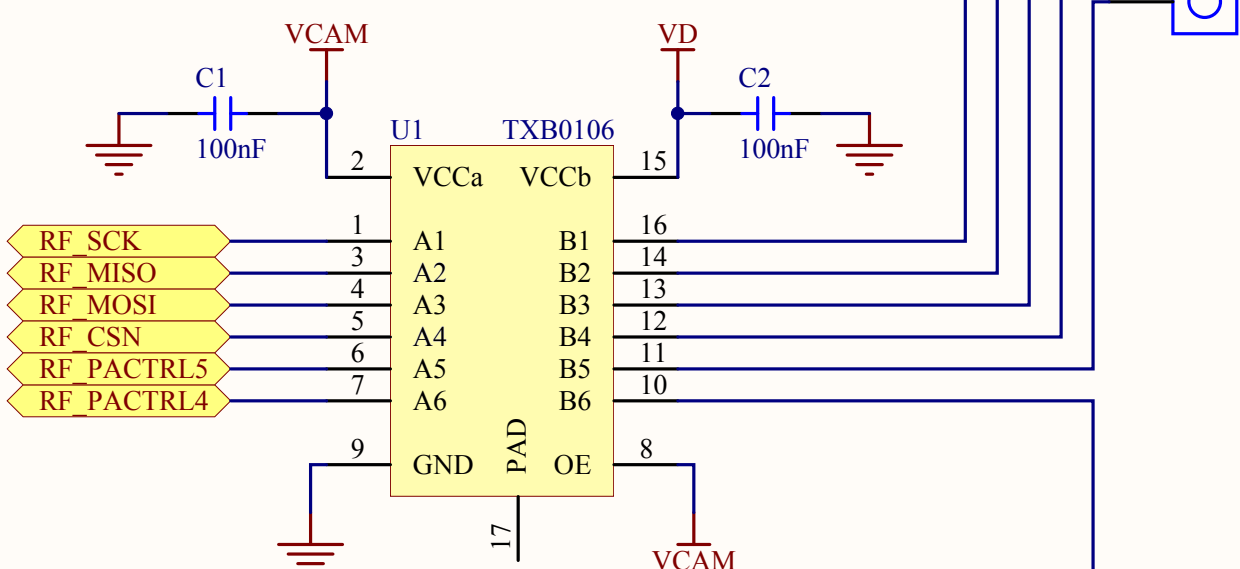 VCAM
VD
C1
C2
100nF
100nF
U1
TXB0106
2
15
VCCa
VCCb
1
16
RF_SCK
A1
B1
3
14
RF_MISO
A2
B2
4
13
RF_MOSI
A3
B3
5
12
RF_CSN
A4
B4
6
11
RF_PACTRL5
A5
B5
7
10
RF_PACTRL4
A6
B6
9
8
GND
PAD
OE
17
VCAM